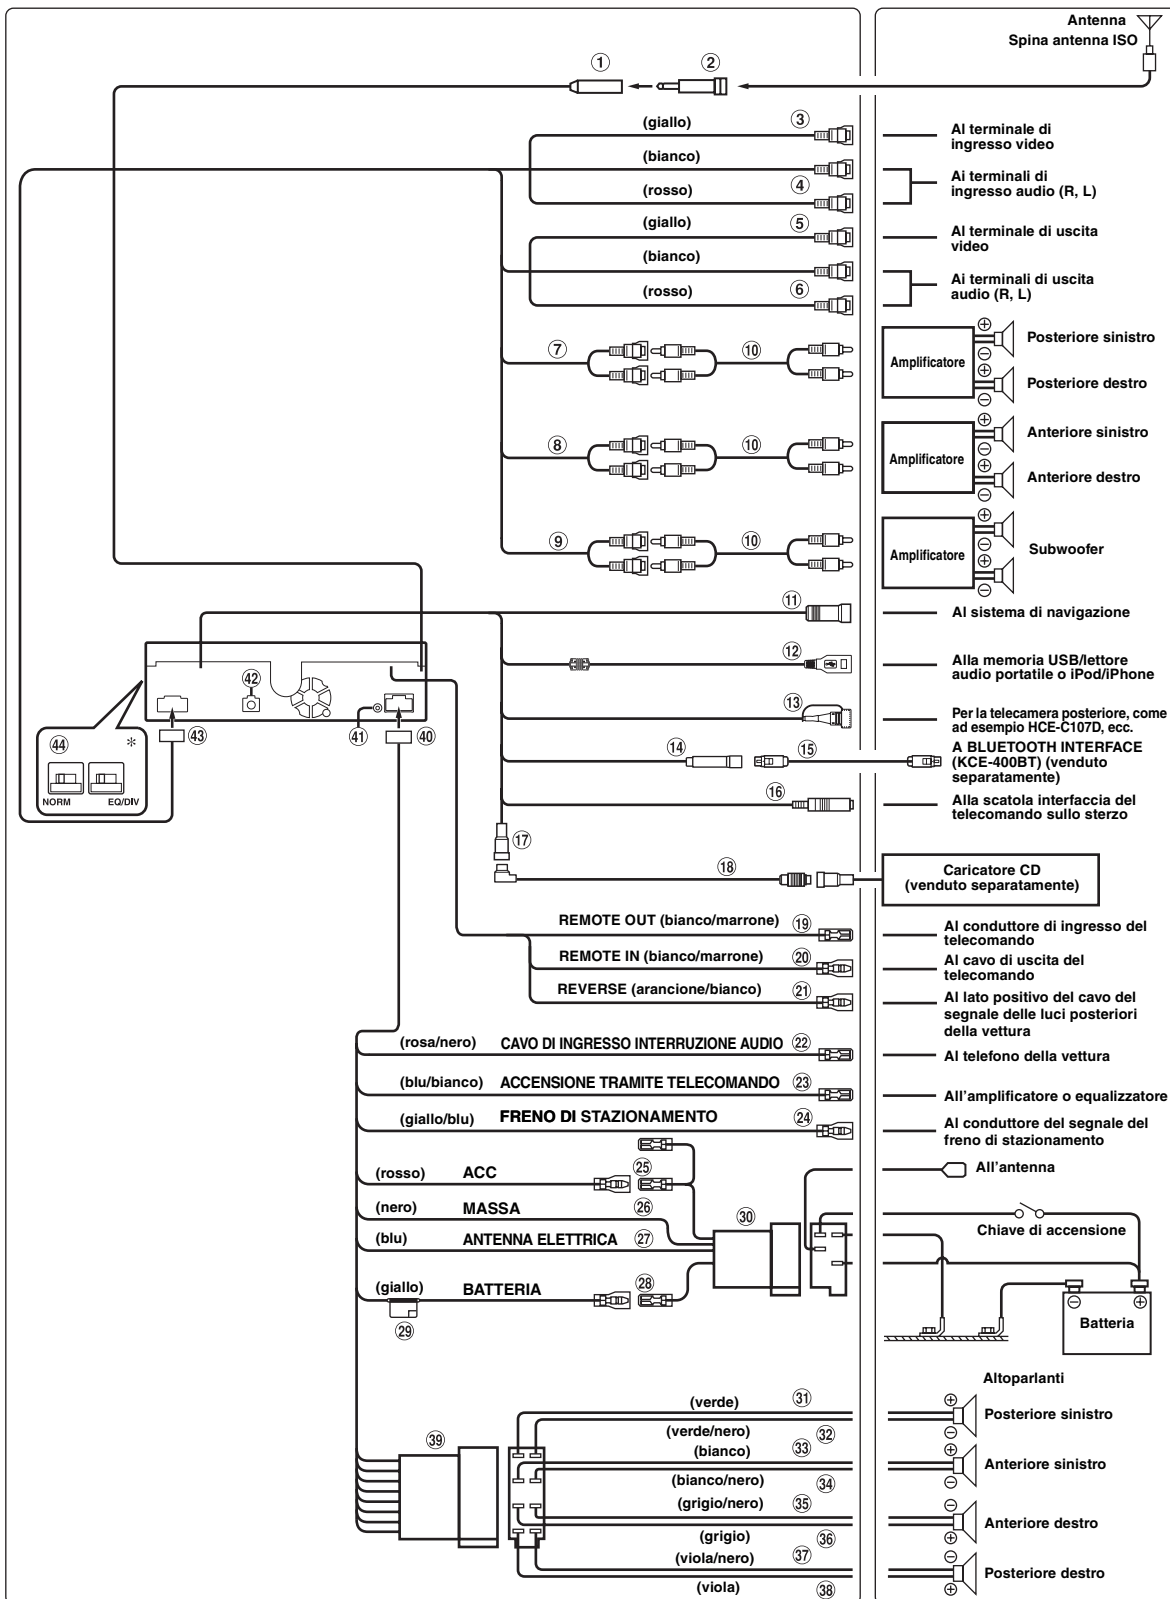 Antenna
Spina antenna ISO
① ②
(giallo) ③ Al terminale di
ingresso video
(bianco)
④ Ai terminali di
ingresso audio (R, L)
(rosso)
(giallo) ⑤ Al terminale di uscita
video
(bianco)
⑥ Ai terminali di uscita
audio (R, L)
(rosso)
⑦ ⑩ Amplificatore ⊕ ⊖ Posteriore sinistro
⊕ ⊖ Posteriore destro
⑧ ⑩ Amplificatore ⊕ ⊖ Anteriore sinistro
⊕ ⊖ Anteriore destro
⑨ ⑩ Amplificatore ⊕ ⊖ ⊕ ⊖ Subwoofer
⑪ Al sistema di navigazione
⑫ Alla memoria USB/lettore
audio portatile o iPod/iPhone
⑬ Per la telecamera posteriore, come
ad esempio HCE-C107D, ecc.
⑭ ⑮ A BLUETOOTH INTERFACE
(KCE-400BT) (venduto
separatamente)
⑯ Alla scatola interfaccia del
telecomando sullo sterzo
㊷
㊶ ㊵
㊸
㊹ *
NORM EQ/DIV
⑰
⑱ Caricatore CD
(venduto separatamente)
REMOTE OUT (bianco/marrone) ⑲ Al conduttore di ingresso del
telecomando
REMOTE IN (bianco/marrone) ⑳ Al cavo di uscita del
telecomando
REVERSE (arancione/bianco) ㉑ Al lato positivo del cavo del
segnale delle luci posteriori
della vettura
(rosa/nero) CAVO DI INGRESSO INTERRUZIONE AUDIO ㉒ Al telefono della vettura
(blu/bianco) ACCENSIONE TRAMITE TELECOMANDO ㉓ All'amplificatore o equalizzatore
(giallo/blu) FRENO DI STAZIONAMENTO ㉔ Al conduttore del segnale del
freno di stazionamento
All'antenna
(rosso) ACC ㉕
(nero) MASSA ㉖ ㉚
Chiave di accensione
(blu) ANTENNA ELETTRICA ㉗
(giallo) BATTERIA ㉘
㉙
⊖ ⊕
Batteria
Altoparlanti
(verde) ㉛ ⊕ ⊖ Posteriore sinistro
(verde/nero) ㉜
㊴
(bianco) ㉝ ⊕ ⊖ Anteriore sinistro
(bianco/nero) ㉞
(grigio/nero) ㉟ ⊖ ⊕ Anteriore destro
(grigio) ㊱
(viola/nero) ㊲ ⊖ ⊕ Posteriore destro
(viola) ㊳